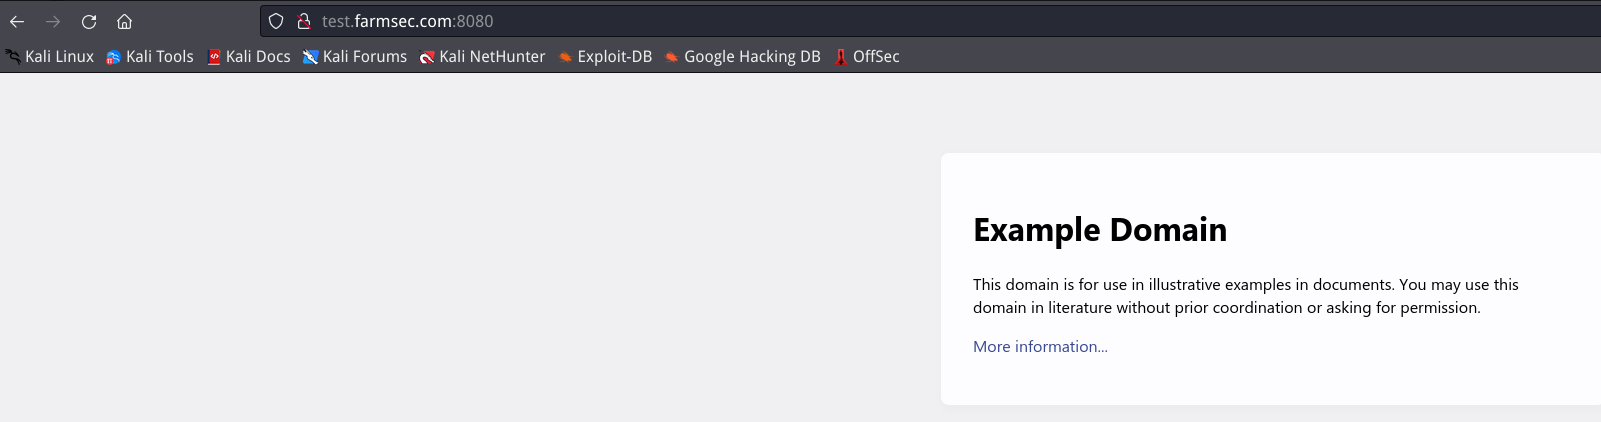 test.farmsec.com:8080
Kali Linux Kali Tools Kali Docs Kali Forums Kali NetHunter Exploit-DB Google Hacking DB OffSec
Example Domain
This domain is for use in illustrative examples in documents. You may use this
domain in literature without prior coordination or asking for permission.
More information...